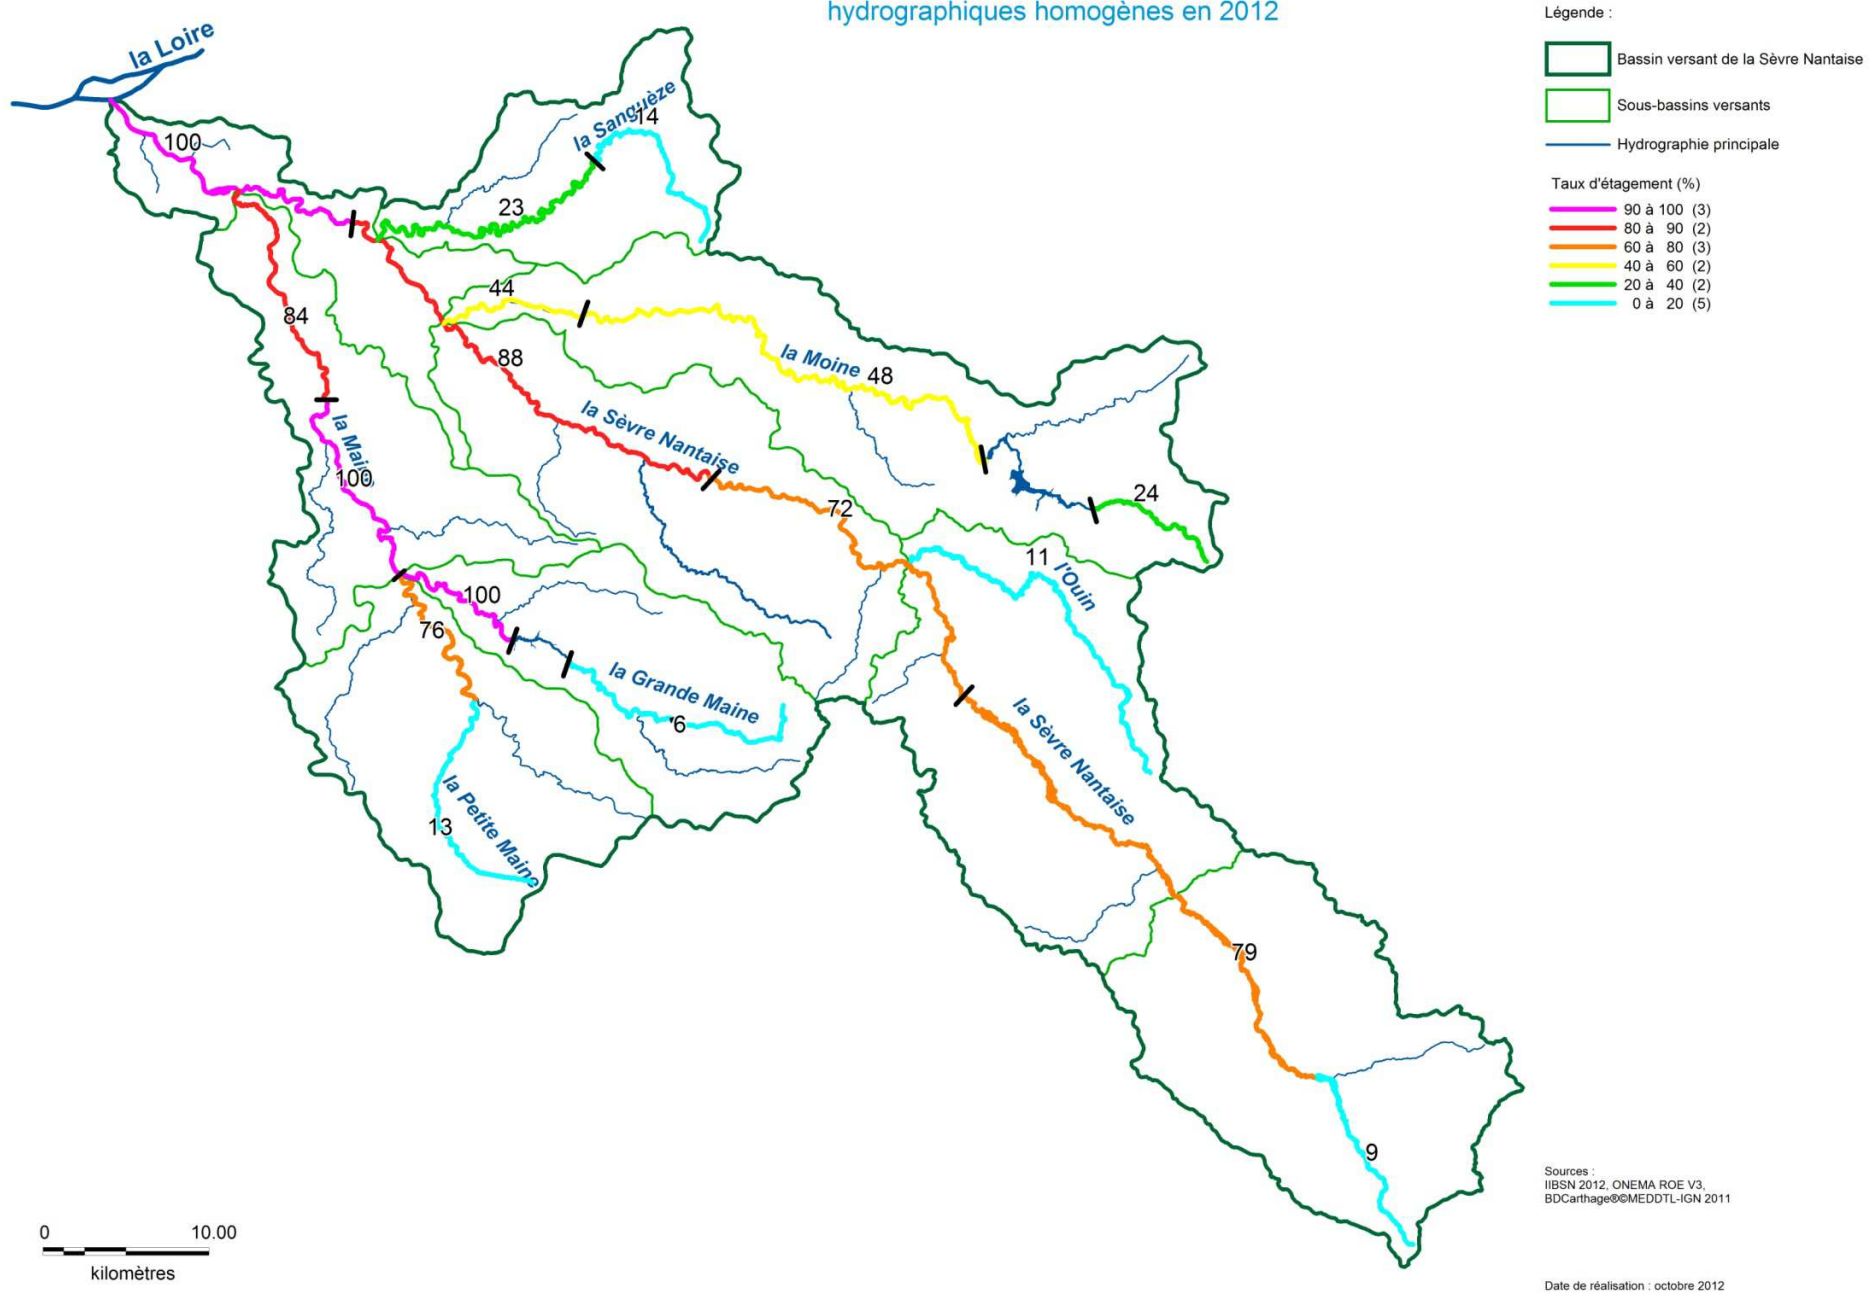 hydrographiques homogènes en 2012
Légende :
Bassin versant de la Sèvre Nantaise
Sous-bassins versants
Hydrographie principale
Taux d'étagement (%)
90 à 100 (3)
80 à 90 (2)
60 à 80 (3)
40 à 60 (2)
20 à 40 (2)
0 à 20 (5)
la Loire
100
la Sanguèze
14
23
84
44
88
la Moine
48
la Sèvre Nantaise
la Maine
100
72
24
11
l'Ouin
100
76
la Grande Maine
6
la Sèvre Nantaise
la Petite Maine
13
79
9
0 10.00
kilomètres
Sources :
IIBSN 2012, ONEMA ROE V3,
BDCarthage®©MEDDTL-IGN 2011
Date de réalisation : octobre 2012